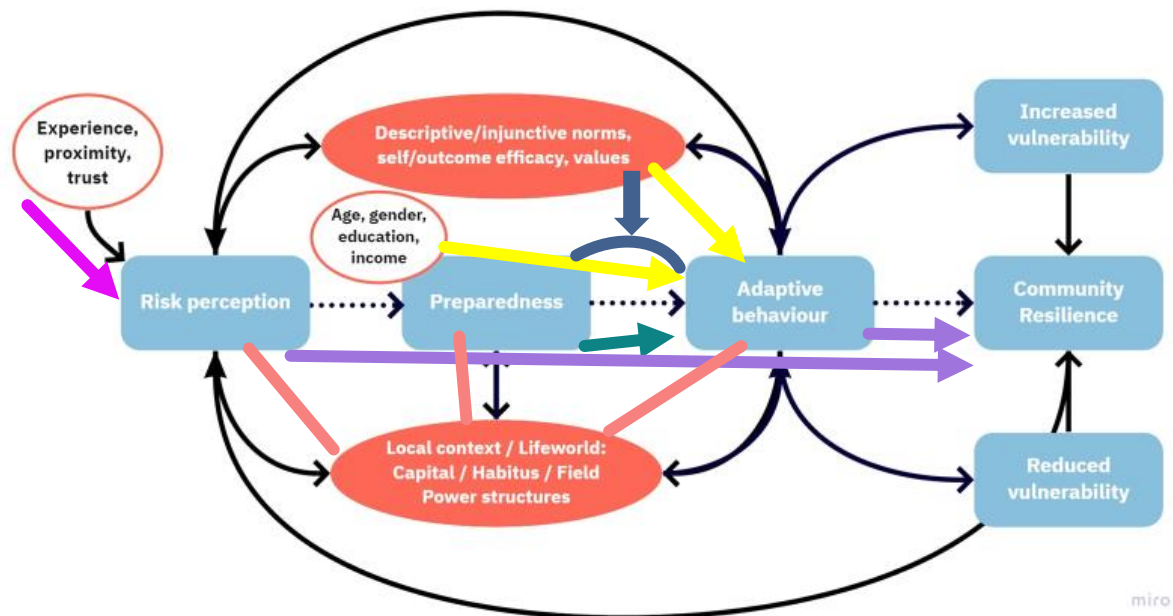 Experience,
proximity,
trust
Descriptive/injunctive norms,
self/outcome efficacy, values
Increased
vulnerability
Age, gender,
education,
income
Risk perception
Preparedness
Adaptive
behaviour
Community
Resilience
Local context / Lifeworld:
Capital / Habitus / Field
Power structures
Reduced
vulnerability
miro